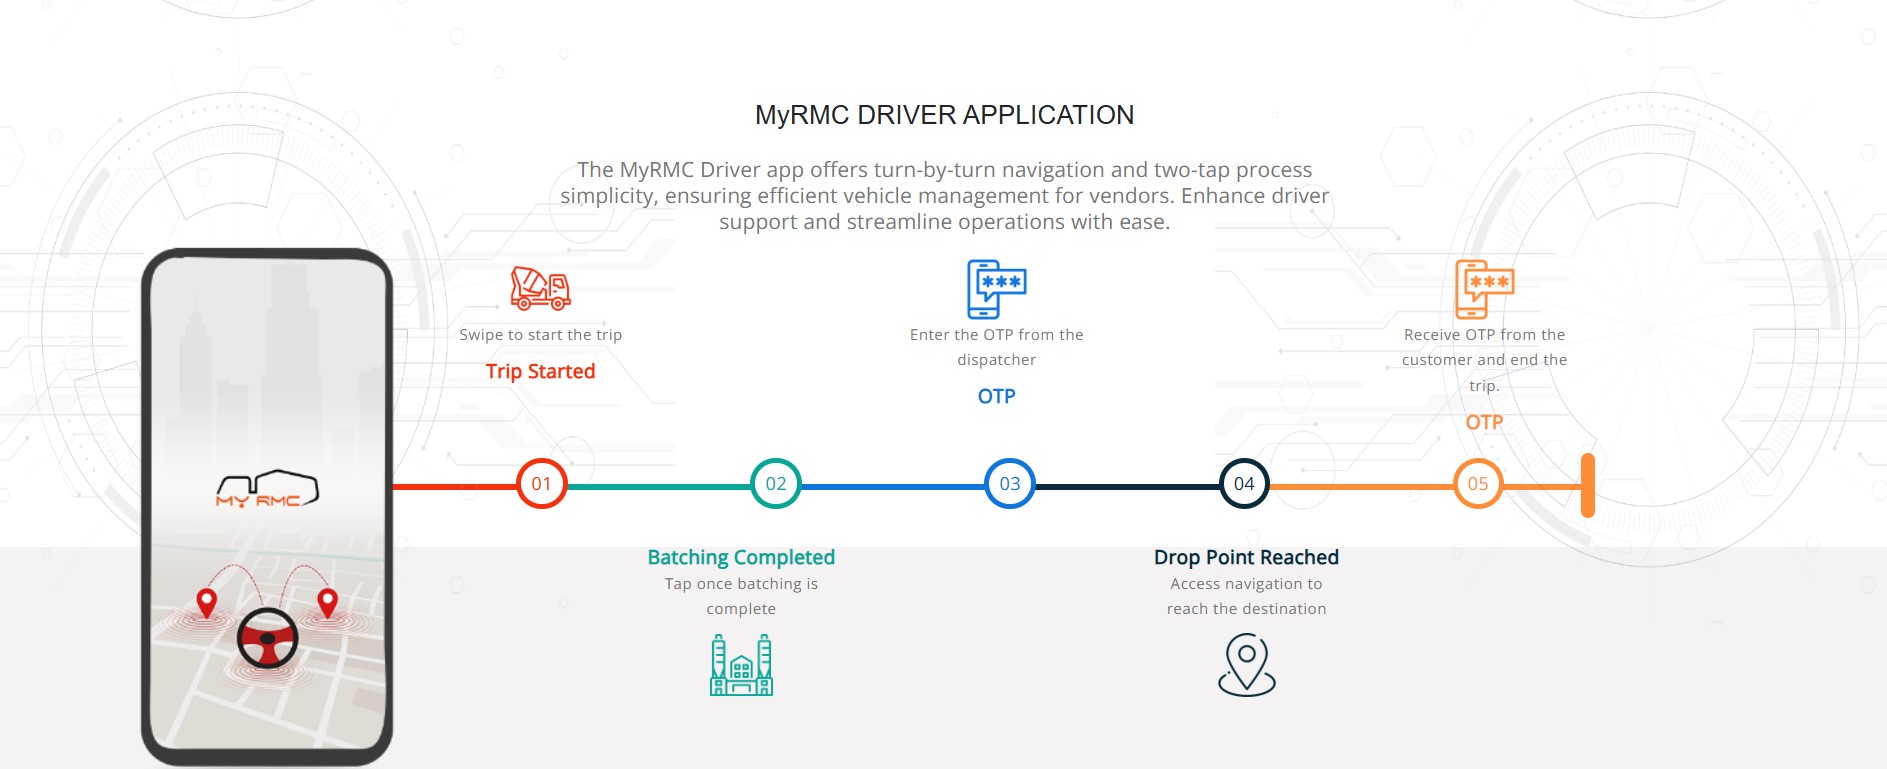 MyRMC DRIVER APPLICATION
The MyRMC Driver app offers turn-by-turn navigation and two-tap process
simplicity, ensuring efficient vehicle management for vendors. Enhance driver
support and streamline operations with ease.
Swipe to start the trip
Trip Started
***
Enter the OTP from the
dispatcher
OTP
***
Receive OTP from the
customer and end the
trip.
OTP
MY RMC
01
02
03
04
05
Batching Completed
Tap once batching is
complete
Drop Point Reached
Access navigation to
reach the destination